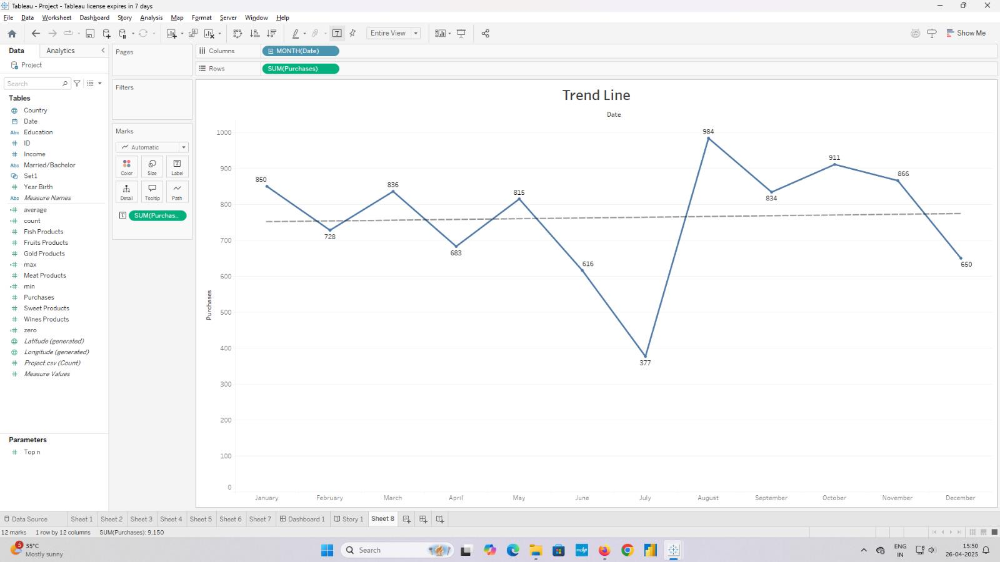 Tableau - Project - Tableau license expires in 7 days
File Data Worksheet Dashboard Story Analysis Map Format Server Window Help
Entire View
Show Me
Data Analytics
Project
Search
Tables
Country
Date
Abc Education
ID
Income
Abc Married/Bachelor
Set1
Year Birth
Abc Measure Names
average
count
Fish Products
Fruits Products
Gold Products
max
Meat Products
min
Purchases
Sweet Products
Wines Products
zero
Latitude (generated)
Longitude (generated)
Project.csv (Count)
Measure Values
Parameters
Top n
Pages
Filters
Marks
Automatic
Color Size Label
Detail Tooltip Path
SUM(Purchas..
Columns MONTH(Date)
Rows SUM(Purchases)
Trend Line
Date
Purchases
1000
900
800
700
600
500
400
300
200
100
0
850
728
836
683
815
616
377
984
834
911
866
650
January February March April May June July August September October November December
Data Source Sheet 1 Sheet 2 Sheet 3 Sheet 4 Sheet 5 Sheet 6 Sheet 7 Dashboard 1 Story 1 Sheet 8
12 marks 1 row by 12 columns SUM(Purchases): 9,150
5
35°C
Mostly sunny
Search
myhp
ENG
IN
15:50
26-04-2025